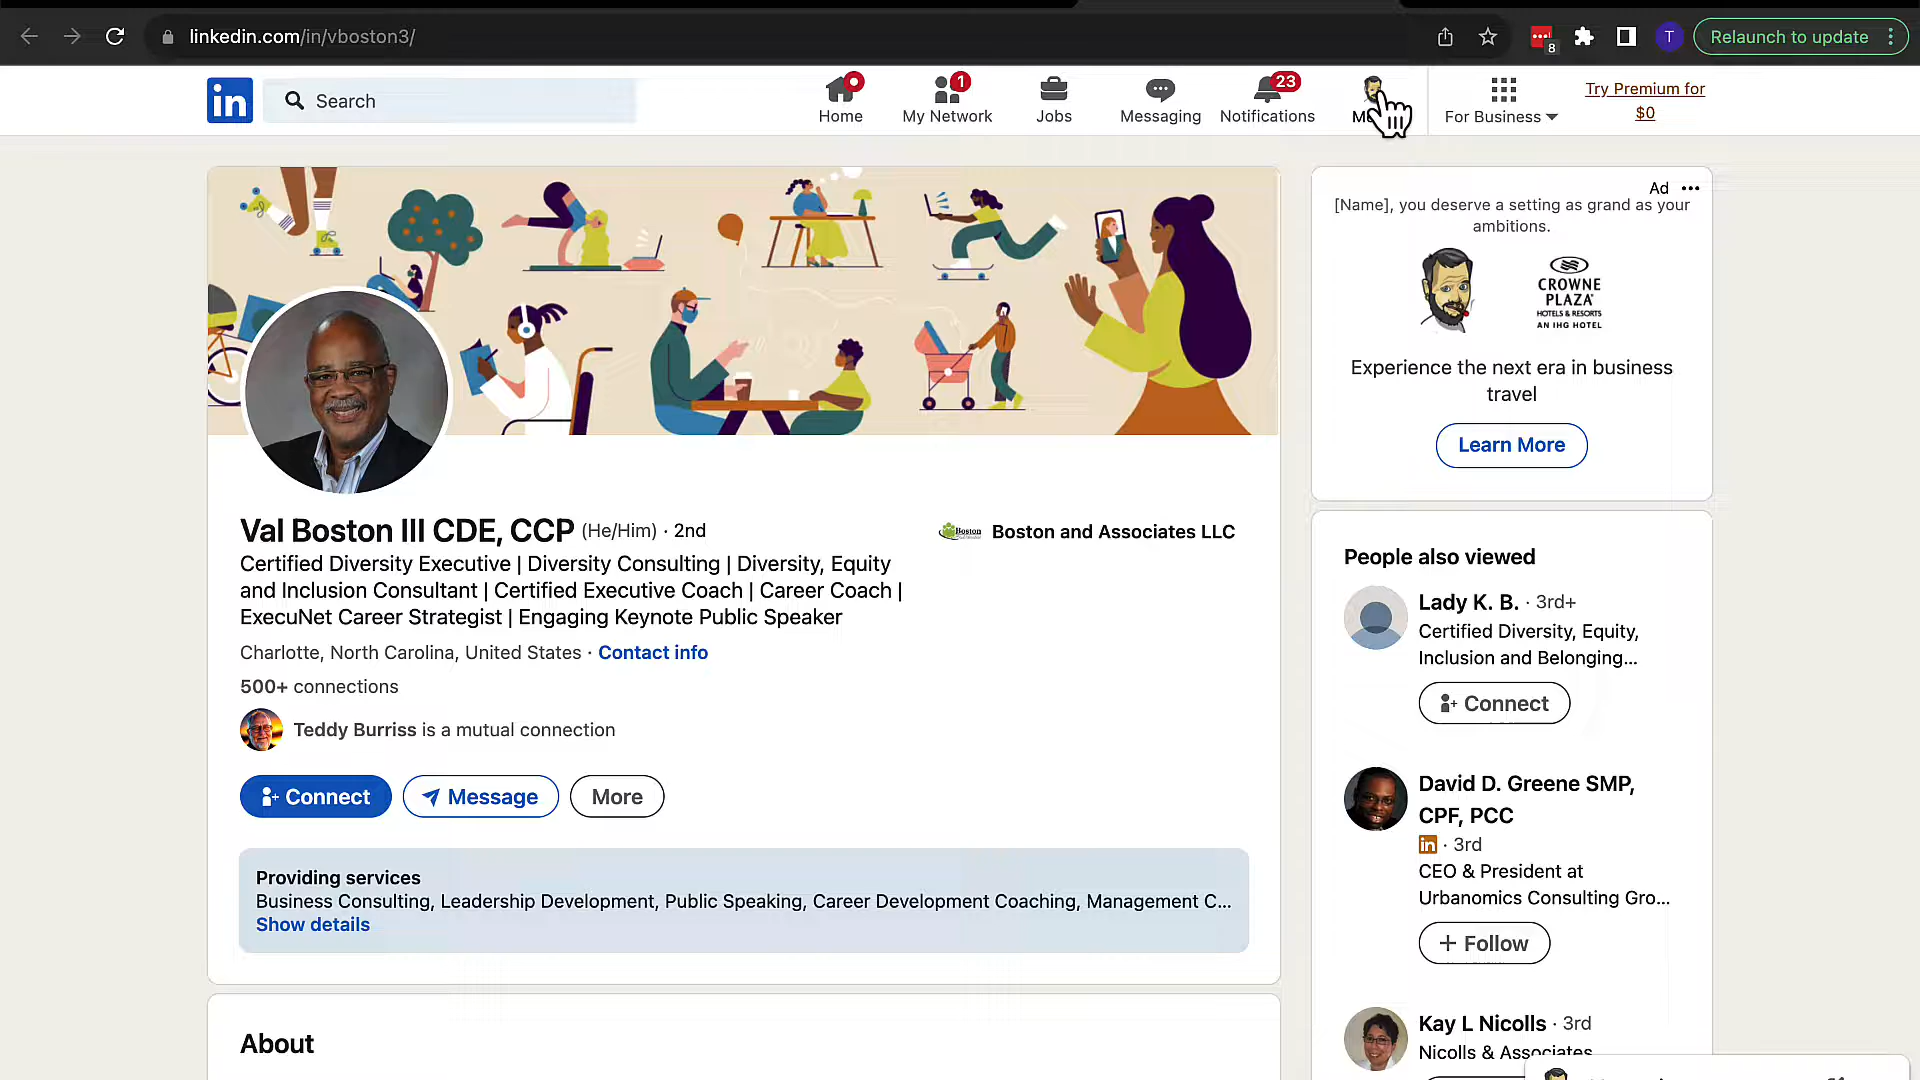 linkedin.com/in/vboston3/
8
T
Relaunch to update
in
Search
Home
1
My Network
Jobs
Messaging
23
Notifications
For Business
Try Premium for
$0
Ad
[Name], you deserve a setting as grand as your
ambitions.
CROWNE
PLAZA
HOTELS & RESORTS
AN IHG HOTEL
Experience the next era in business
travel
Learn More
Val Boston III CDE, CCP (He/Him) · 2nd
Boston
Boston and Associates LLC
Certified Diversity Executive | Diversity Consulting | Diversity, Equity
and Inclusion Consultant | Certified Executive Coach | Career Coach |
ExecuNet Career Strategist | Engaging Keynote Public Speaker
Charlotte, North Carolina, United States · Contact info
500+ connections
Teddy Burriss is a mutual connection
Connect
Message
More
Providing services
Business Consulting, Leadership Development, Public Speaking, Career Development Coaching, Management C...
Show details
About
People also viewed
Lady K. B. · 3rd+
Certified Diversity, Equity,
Inclusion and Belonging...
Connect
David D. Greene SMP,
CPF, PCC
in · 3rd
CEO & President at
Urbanomics Consulting Gro...
+ Follow
Kay L Nicolls · 3rd
Nicolls & Associates